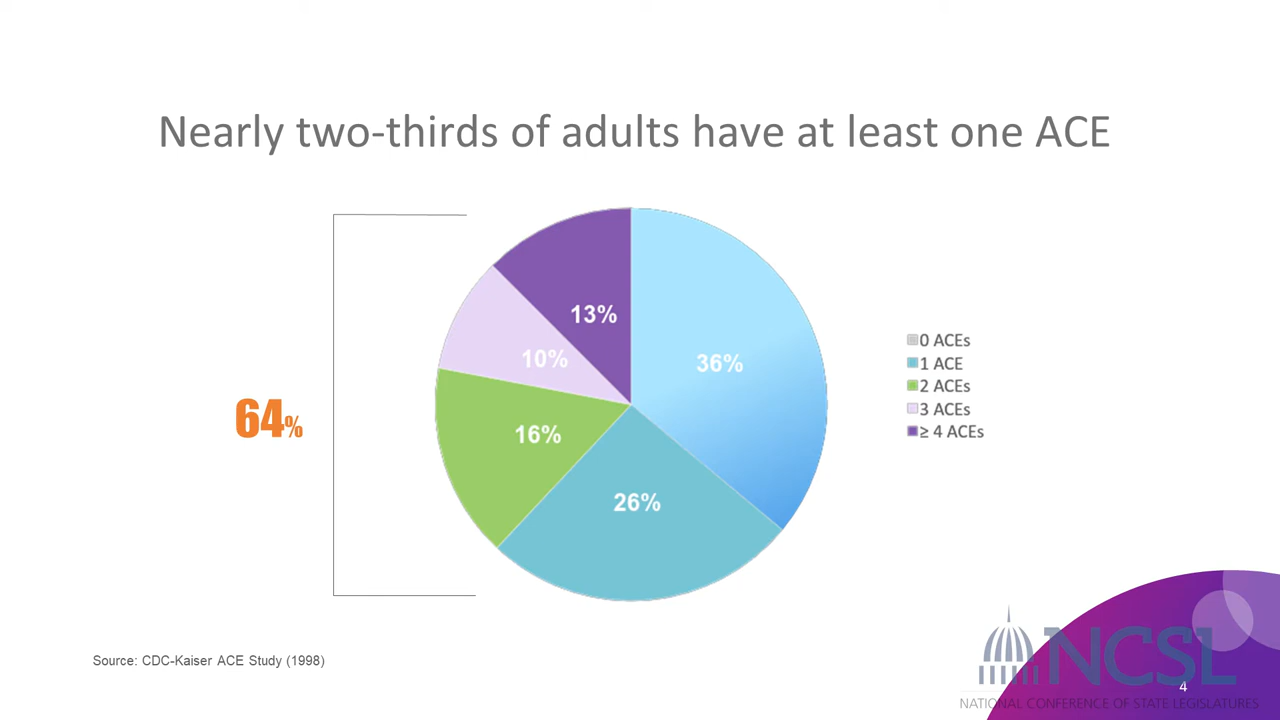 Nearly two-thirds of adults have at least one ACE
13%
36%
10%
16%
26%
64%
0 ACEs
1 ACE
2 ACEs
3 ACEs
≥ 4 ACEs
Source: CDC-Kaiser ACE Study (1998)
NCSL
4
NATIONAL CONFERENCE OF STATE LEGISLATURES